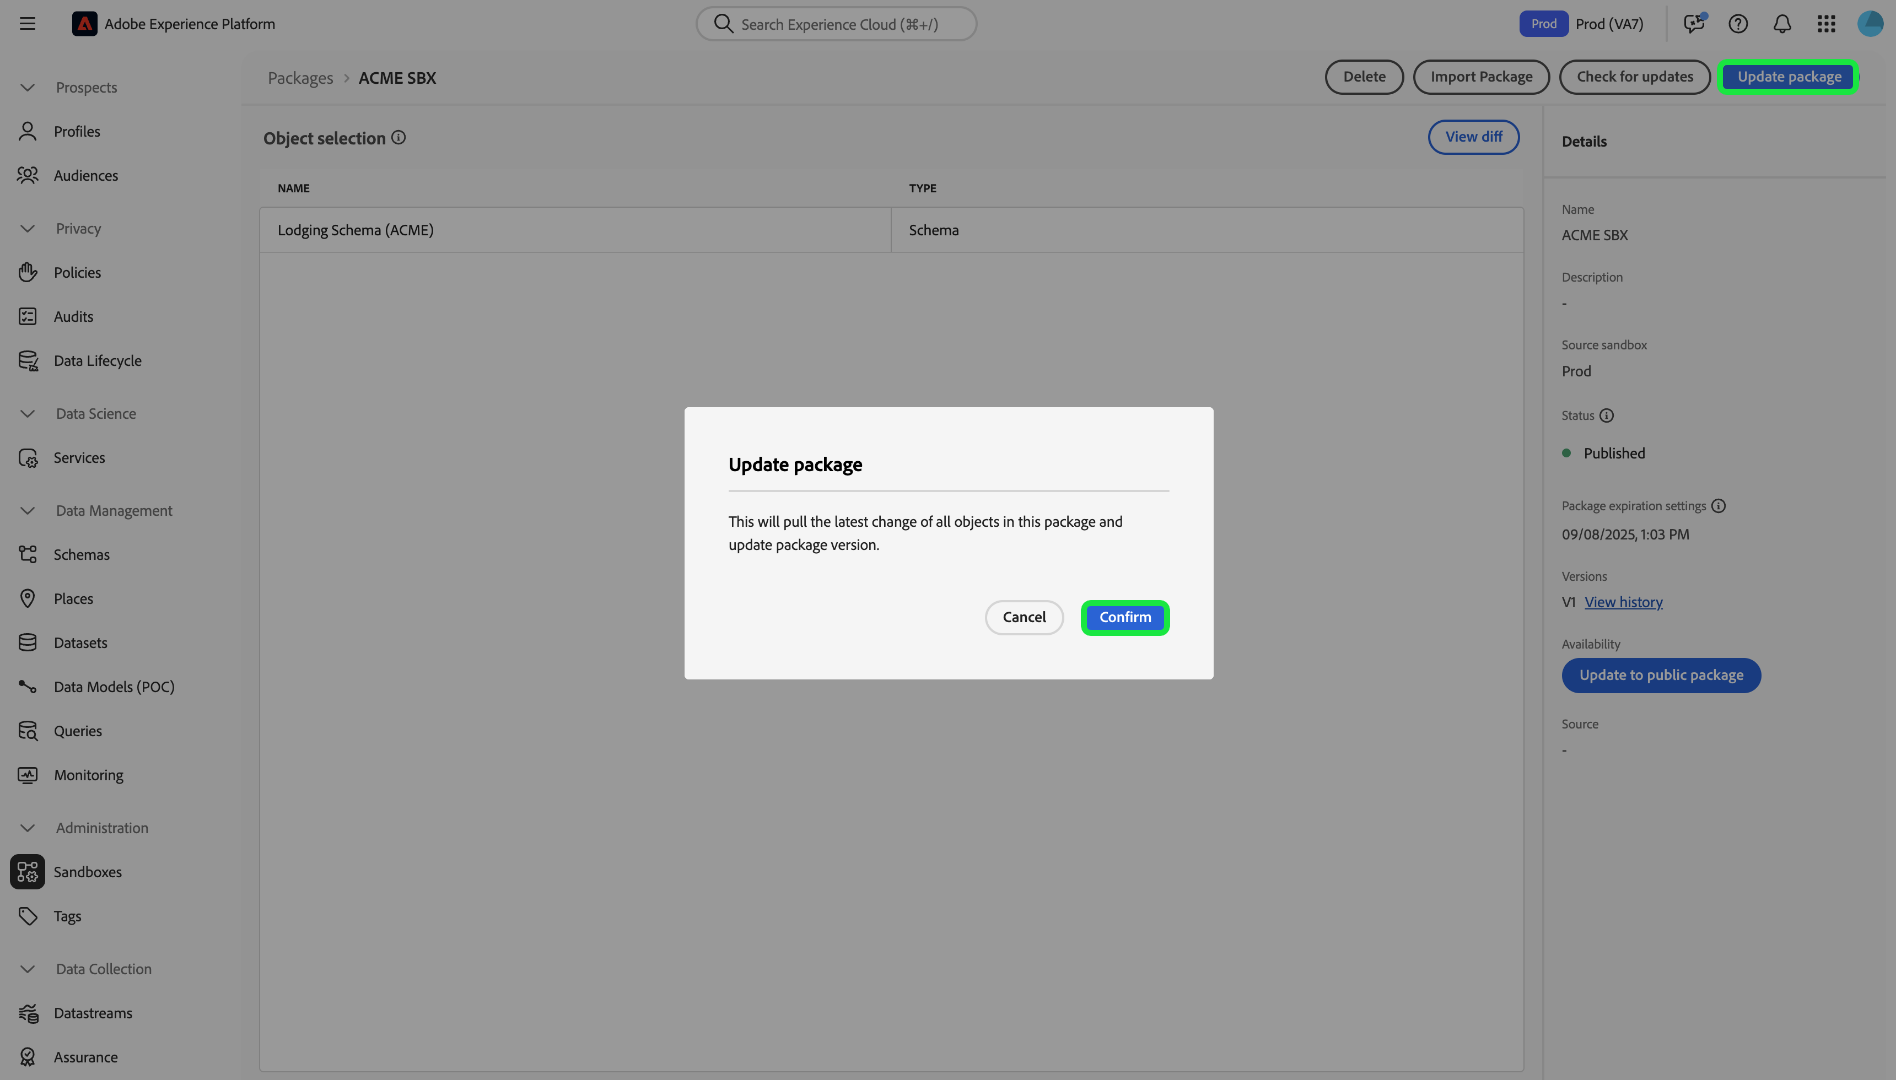 Adobe Experience Platform
Search Experience Cloud (⌘+/)
Prod
Prod (VA7)
Prospects
Profiles
Audiences
Privacy
Policies
Audits
Data Lifecycle
Data Science
Services
Data Management
Schemas
Places
Datasets
Data Models (POC)
Queries
Monitoring
Administration
Sandboxes
Tags
Data Collection
Datastreams
Assurance
Packages > ACME SBX
Delete
Import Package
Check for updates
Update package
Object selection
View diff
NAME
TYPE
Lodging Schema (ACME)
Schema
Update package
This will pull the latest change of all objects in this package and
update package version.
Cancel
Confirm
Details
Name
ACME SBX
Description
-
Source sandbox
Prod
Status
Published
Package expiration settings
09/08/2025, 1:03 PM
Versions
V1 View history
Availability
Update to public package
Source
-